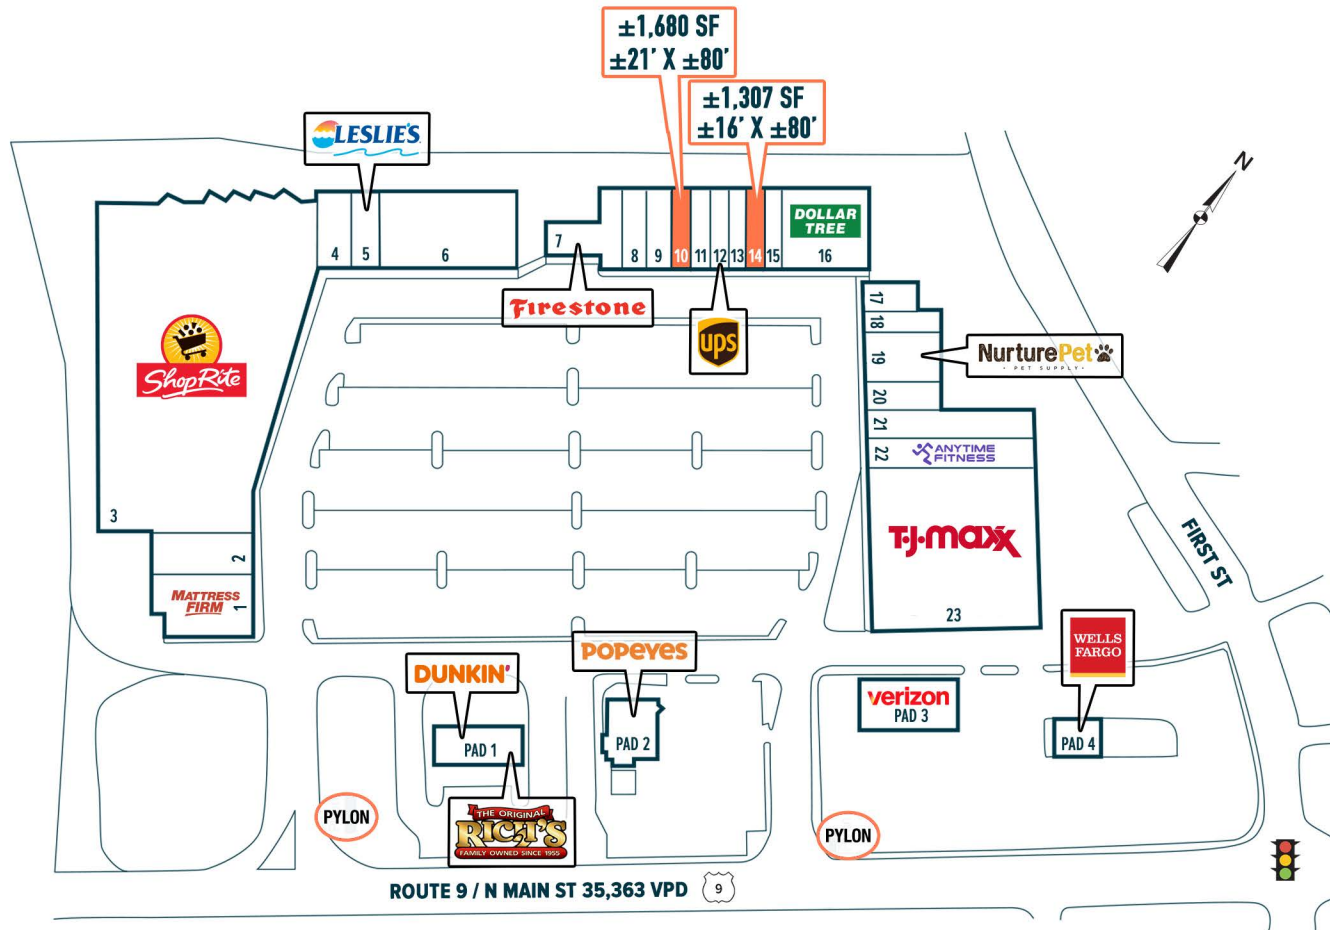 ±1,680 SF
±21' X ±80'
±1,307 SF
±16' X ±80'
LESLIE'S
N
DOLLAR
TREE
4
5
6
7
8
9
10
11
12
13
14
15
16
Firestone
ups
17
18
19
20
21
22
NurturePet
· PET SUPPLY ·
ANYTIME
FITNESS
ShopRite
3
2
MATTRESS
FIRM
1
T·J·maxx
23
FIRST ST
DUNKIN'
POPEYES
WELLS
FARGO
verizon
PAD 3
PAD 1
PAD 2
PAD 4
PYLON
THE ORIGINAL
RICH'S
FAMILY OWNED SINCE 1955
PYLON
ROUTE 9 / N MAIN ST 35,363 VPD
9